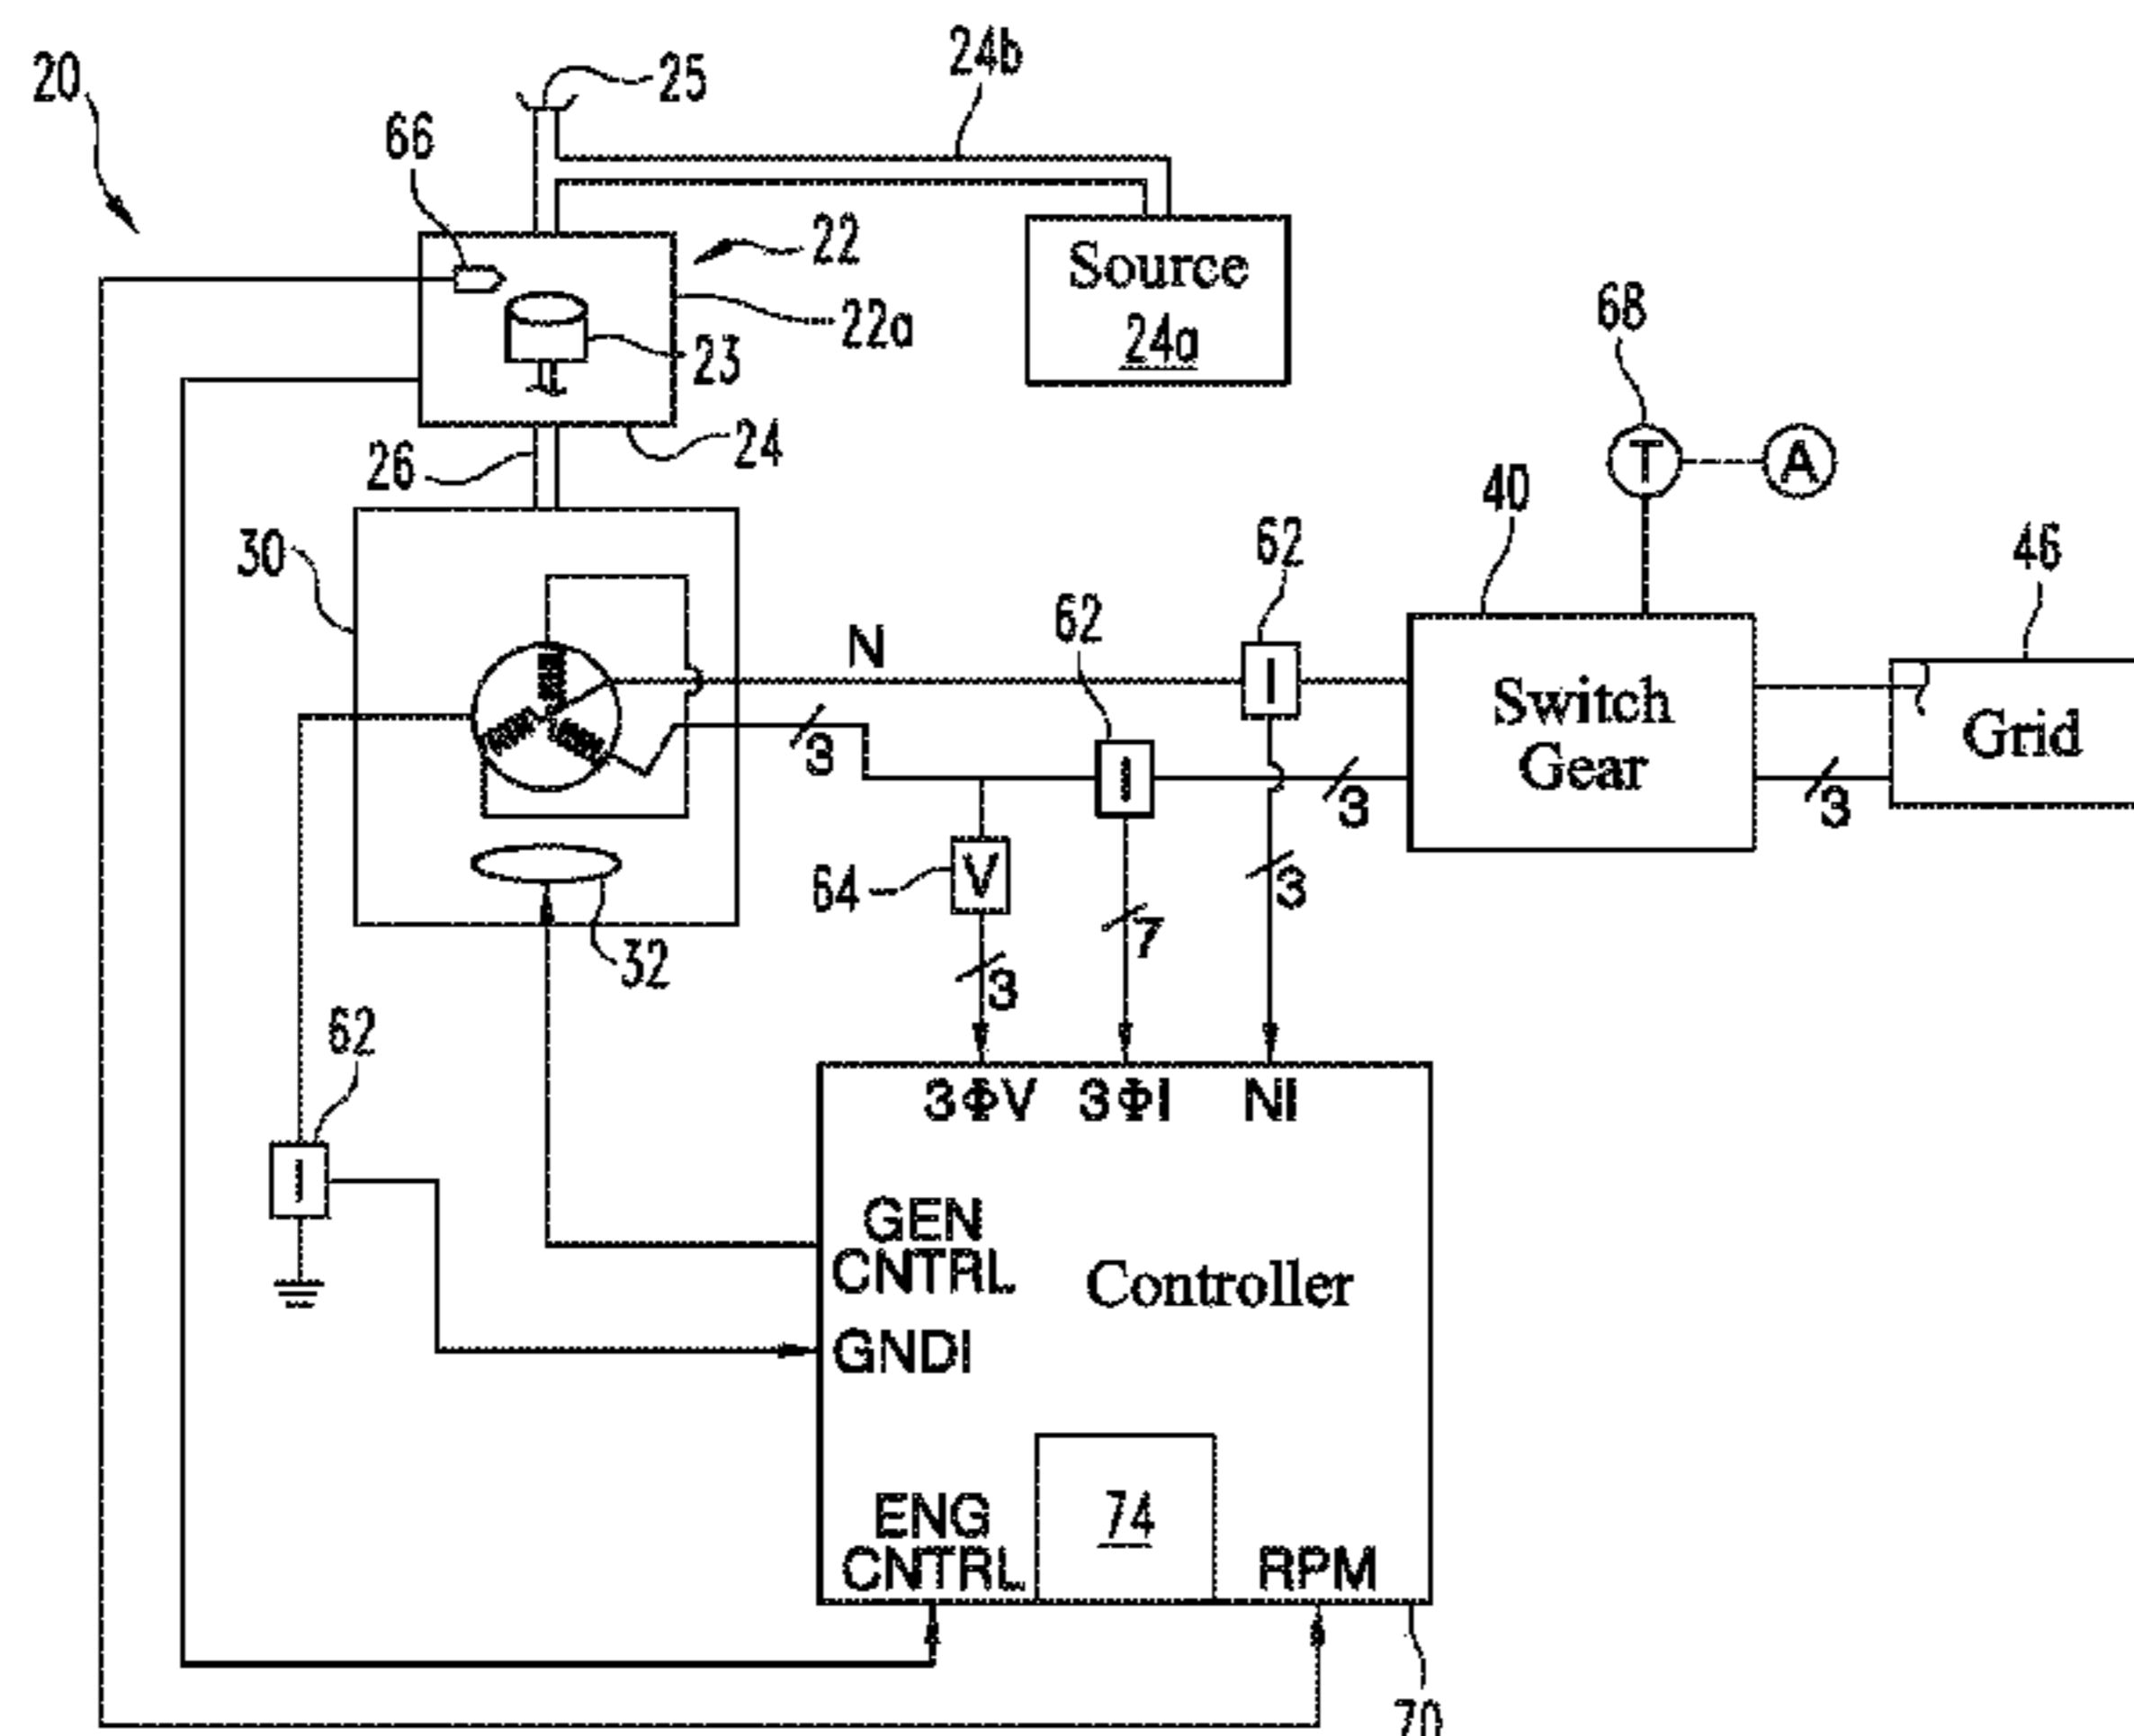 20
25
24b
66
22
Source
24a
22a
23
68
24
26
T
A
40
30
62
46
62
N
I
Switch
Gear
Grid
3
I
3
3
64
V
3
7
3
32
62
3ΦV
3ΦI
NI
I
GEN
CNTRL
Controller
GNDI
ENG
CNTRL
74
RPM
70